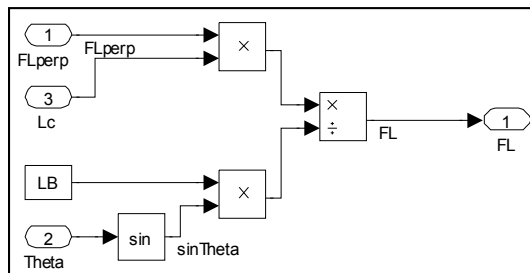 1
FLperp
FLperp
×
3
Lc
×
÷
FL
1
FL
LB
×
2
Theta
sin
sinTheta